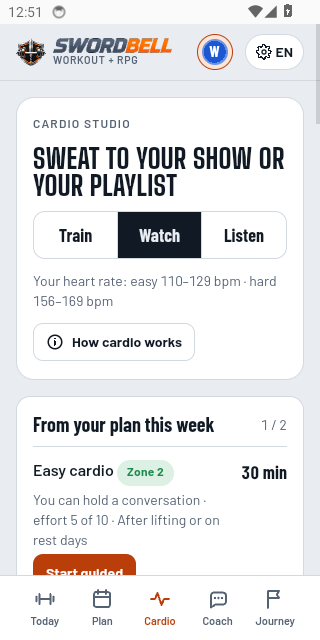 12:51
SWORDBELL
WORKOUT + RPG
W
EN
CARDIO STUDIO
SWEAT TO YOUR SHOW OR
YOUR PLAYLIST
Train
Watch
Listen
Your heart rate: easy 110–129 bpm · hard
156–169 bpm
How cardio works
From your plan this week
1 / 2
Easy cardio
Zone 2
30 min
You can hold a conversation ·
effort 5 of 10 · After lifting or on
rest days
Start guided
Today
Plan
Cardio
Coach
Journey